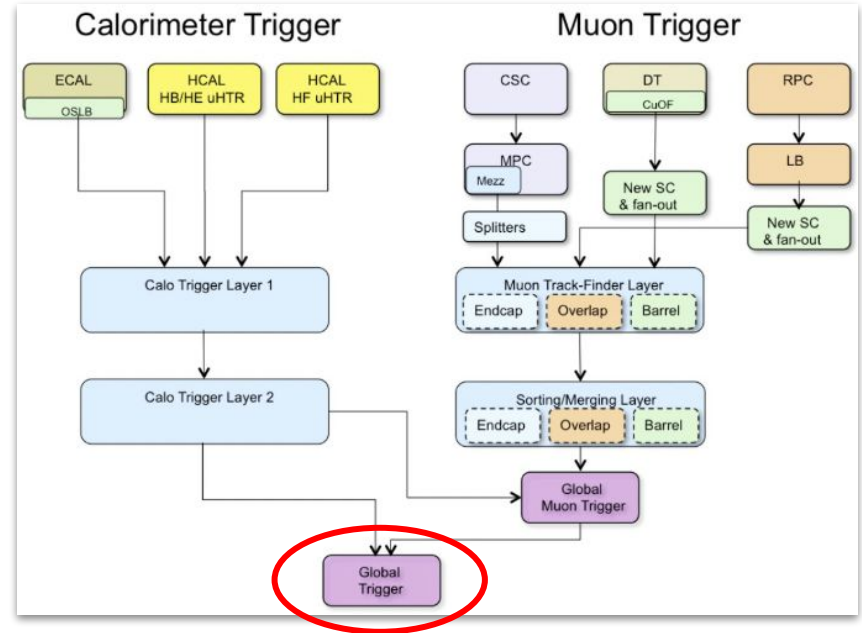 Calorimeter Trigger
Muon Trigger
ECAL
OSLB
HCAL
HB/HE uHTR
HCAL
HF uHTR
CSC
DT
CuOF
RPC
MPC
Mezz
LB
New SC
& fan-out
Splitters
New SC
& fan-out
Calo Trigger Layer 1
Muon Track-Finder Layer
Endcap
Overlap
Barrel
Calo Trigger Layer 2
Sorting/Merging Layer
Endcap
Overlap
Barrel
Global
Muon Trigger
Global
Trigger